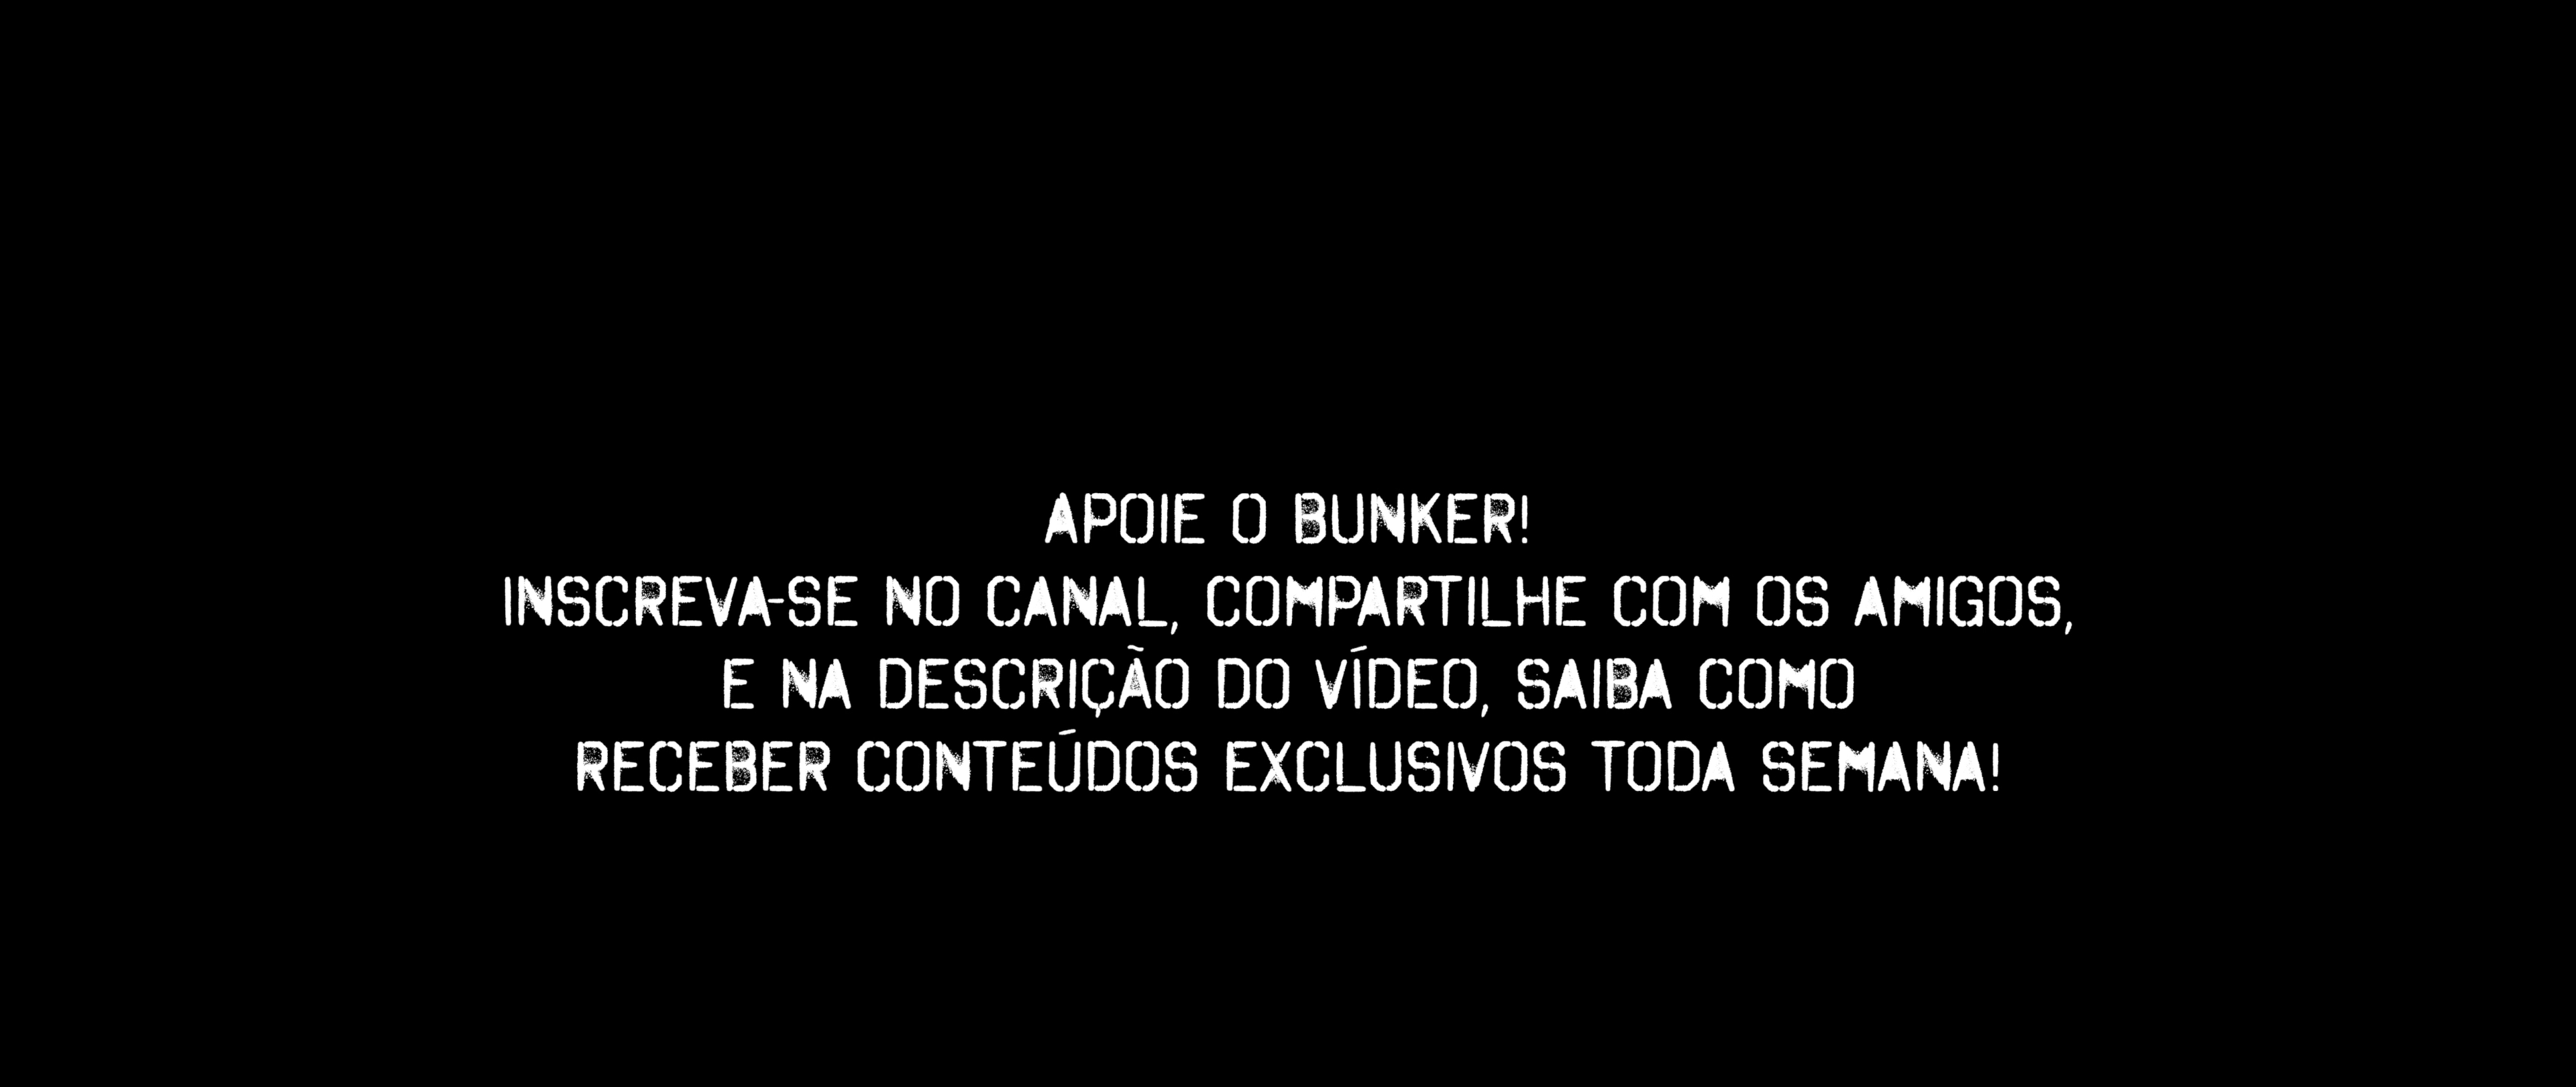 APOIE O BUNKER!
INSCREVA-SE NO CANAL, COMPARTILHE COM OS AMIGOS,
E NA DESCRIÇÃO DO VÍDEO, SAIBA COMO
RECEBER CONTEÚDOS EXCLUSIVOS TODA SEMANA!